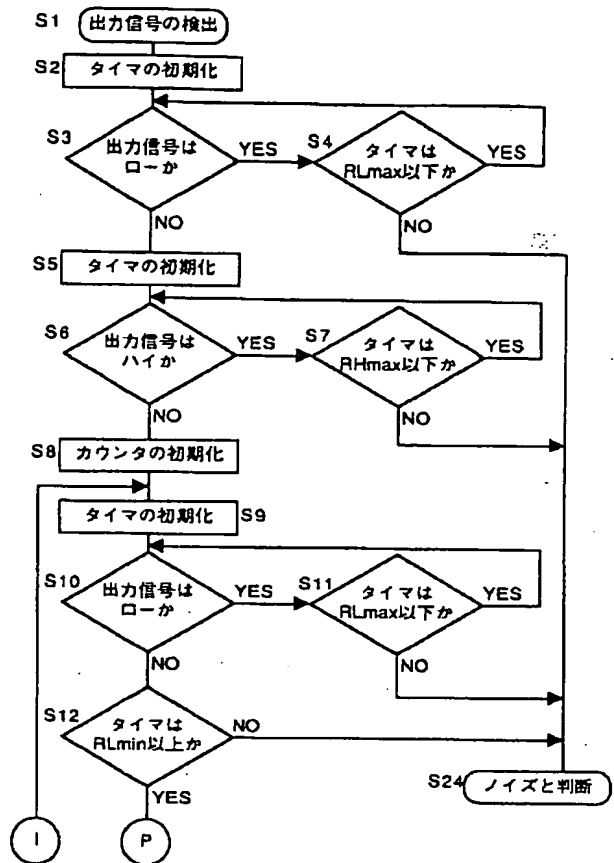 S1 出力信号の検出
S2 タイマの初期化
S3 出力信号は
ローか
YES
NO
S4 タイマは
RLmax以下か
YES
NO
S5 タイマの初期化
S6 出力信号は
ハイか
YES
NO
S7 タイマは
RHmax以下か
YES
NO
S8 カウンタの初期化
タイマの初期化 S9
S10 出力信号は
ローか
YES
NO
S11 タイマは
RLmax以下か
YES
NO
S12 タイマは
RLmin以上か
NO
YES
S24 ノイズと判断
I
P